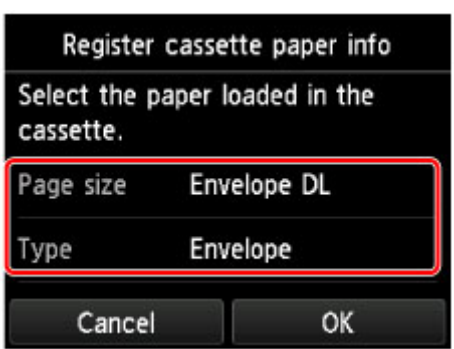 Register cassette paper info
Select the paper loaded in the
cassette.
Page size Envelope DL
Type Envelope
Cancel OK